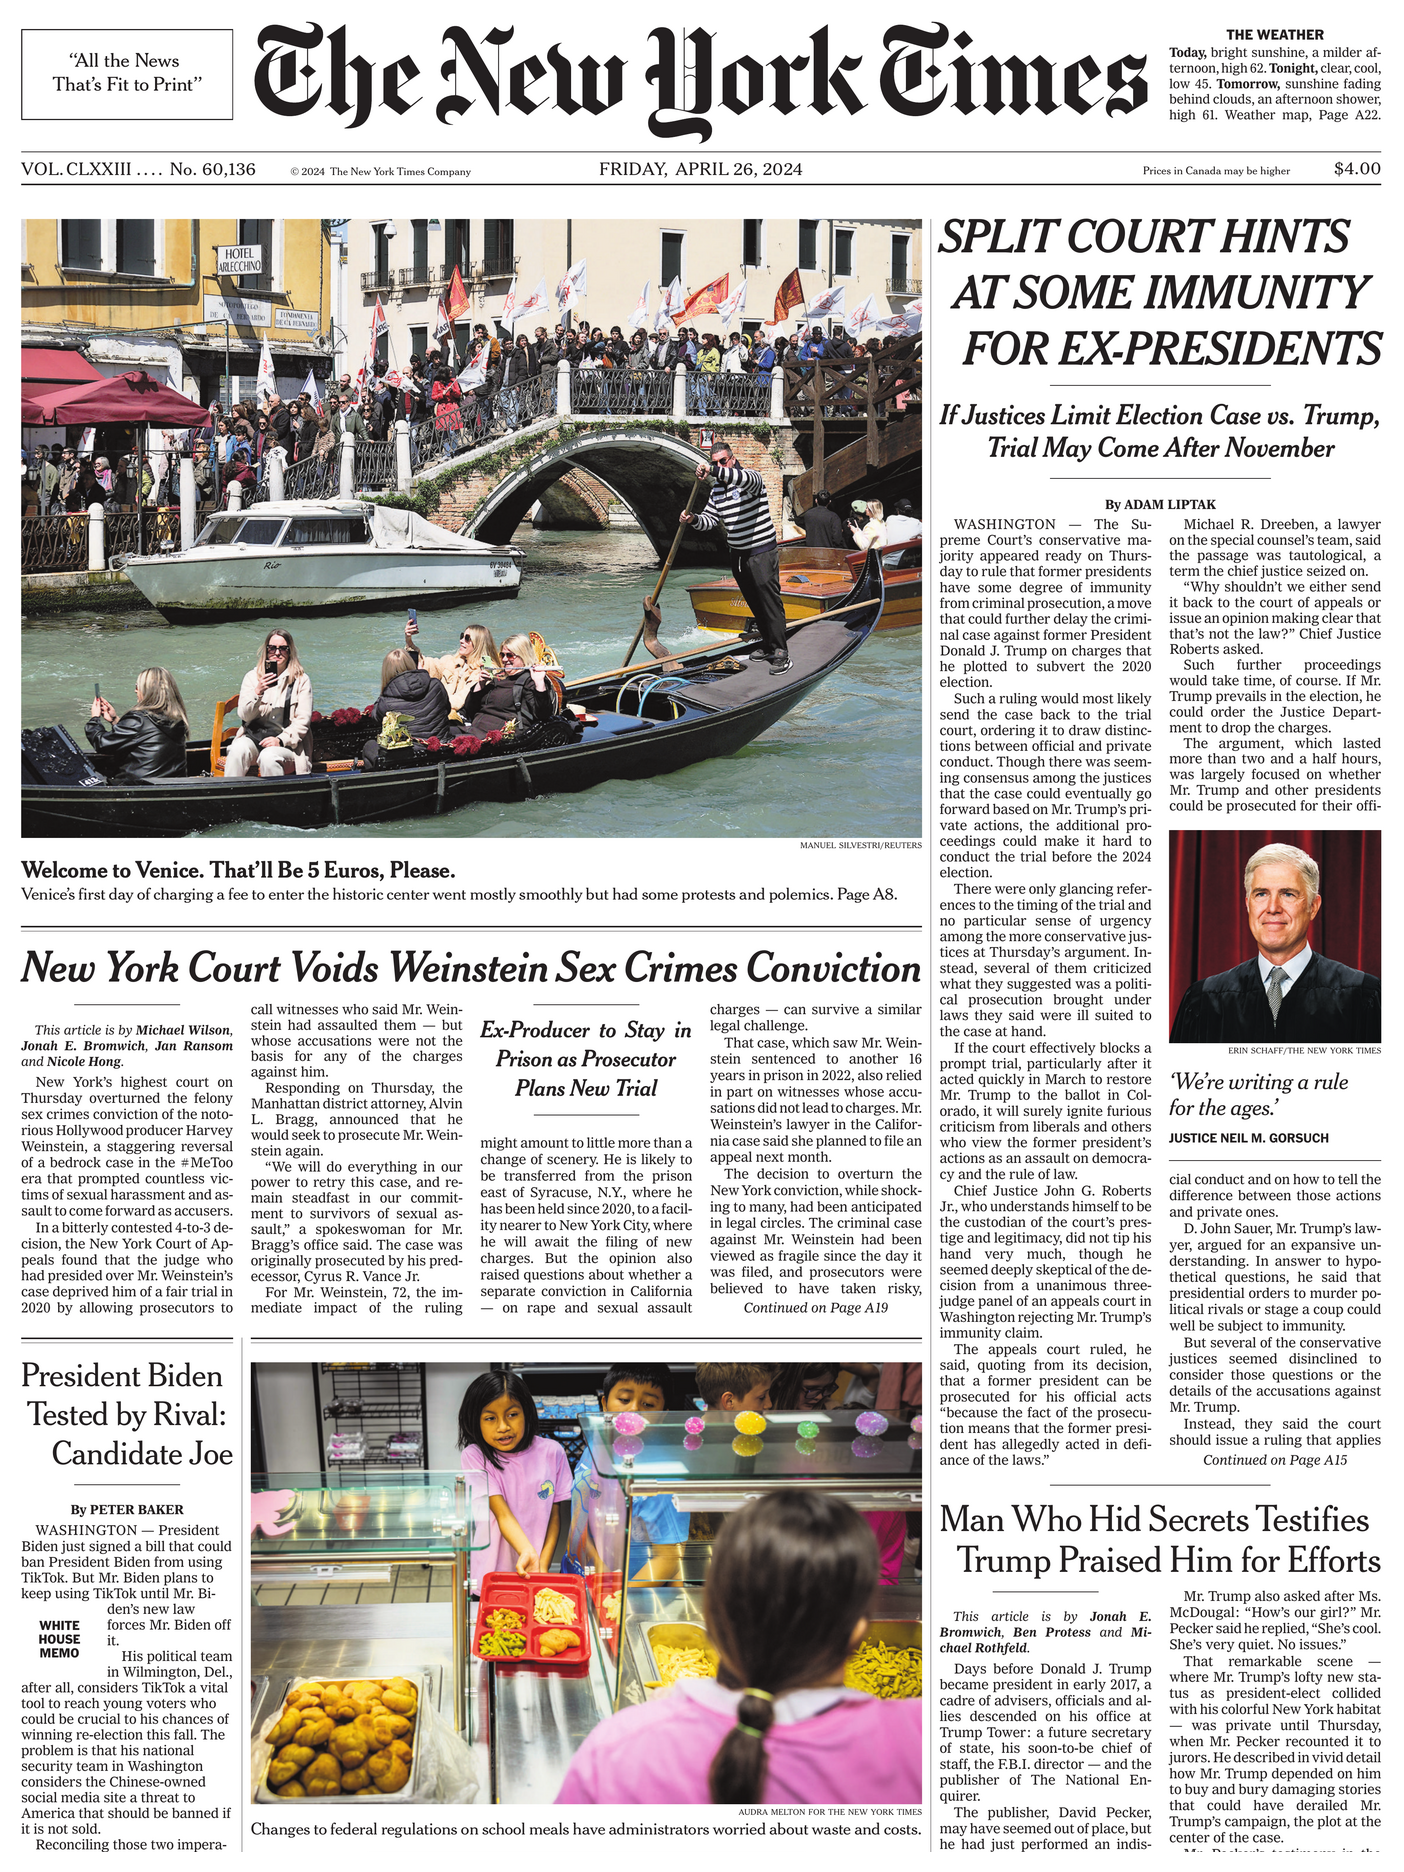 “All the News
That’s Fit to Print”
The New York Times
THE WEATHER
Today, bright sunshine, a milder af-
ternoon, high 62. Tonight, clear, cool,
low 45. Tomorrow, sunshine fading
behind clouds, an afternoon shower,
high 61. Weather map, Page A22.
VOL. CLXXIII .... No. 60,136
© 2024 The New York Times Company
FRIDAY, APRIL 26, 2024
Prices in Canada may be higher
$4.00
HOTEL
ARLECCHINO
FONDAMENTA
Rio
MANUEL SILVESTRI/REUTERS
Welcome to Venice. That’ll Be 5 Euros, Please.
Venice’s first day of charging a fee to enter the historic center went mostly smoothly but had some protests and polemics. Page A8.
SPLIT COURT HINTS
AT SOME IMMUNITY
FOR EX-PRESIDENTS
If Justices Limit Election Case vs. Trump,
Trial May Come After November
By ADAM LIPTAK
WASHINGTON — The Su-
preme Court’s conservative ma-
jority appeared ready on Thurs-
day to rule that former presidents
have some degree of immunity
from criminal prosecution, a move
that could further delay the crimi-
nal case against former President
Donald J. Trump on charges that
he plotted to subvert the 2020
election.
Such a ruling would most likely
send the case back to the trial
court, ordering it to draw distinc-
tions between official and private
conduct. Though there was seem-
ing consensus among the justices
that the case could eventually go
forward based on Mr. Trump’s pri-
vate actions, the additional pro-
ceedings could make it hard to
conduct the trial before the 2024
election.
There were only glancing refer-
ences to the timing of the trial and
no particular sense of urgency
among the more conservative jus-
tices at Thursday’s argument. In-
stead, several of them criticized
what they suggested was a politi-
cal prosecution brought under
laws they said were ill suited to
the case at hand.
If the court effectively blocks a
prompt trial, particularly after it
acted quickly in March to restore
Mr. Trump to the ballot in Col-
orado, it will surely ignite furious
criticism from liberals and others
who view the former president’s
actions as an assault on democra-
cy and the rule of law.
Chief Justice John G. Roberts
Jr., who understands himself to be
the custodian of the court’s pres-
tige and legitimacy, did not tip his
hand very much, though he
seemed deeply skeptical of the de-
cision from a unanimous three-
judge panel of an appeals court in
Washington rejecting Mr. Trump’s
immunity claim.
The appeals court ruled, he
said, quoting from its decision,
that a former president can be
prosecuted for his official acts
“because the fact of the prosecu-
tion means that the former presi-
dent has allegedly acted in defi-
ance of the laws.”
Michael R. Dreeben, a lawyer
on the special counsel’s team, said
the passage was tautological, a
term the chief justice seized on.
“Why shouldn’t we either send
it back to the court of appeals or
issue an opinion making clear that
that’s not the law?” Chief Justice
Roberts asked.
Such further proceedings
would take time, of course. If Mr.
Trump prevails in the election, he
could order the Justice Depart-
ment to drop the charges.
The argument, which lasted
more than two and a half hours,
was largely focused on whether
Mr. Trump and other presidents
could be prosecuted for their offi-
ERIN SCHAFF/THE NEW YORK TIMES
‘We’re writing a rule
for the ages.’
JUSTICE NEIL M. GORSUCH
cial conduct and on how to tell the
difference between those actions
and private ones.
D. John Sauer, Mr. Trump’s law-
yer, argued for an expansive un-
derstanding. In answer to hypo-
thetical questions, he said that
presidential orders to murder po-
litical rivals or stage a coup could
well be subject to immunity.
But several of the conservative
justices seemed disinclined to
consider those questions or the
details of the accusations against
Mr. Trump.
Instead, they said the court
should issue a ruling that applies
Continued on Page A15
New York Court Voids Weinstein Sex Crimes Conviction
This article is by Michael Wilson,
Jonah E. Bromwich, Jan Ransom
and Nicole Hong.
New York’s highest court on
Thursday overturned the felony
sex crimes conviction of the noto-
rious Hollywood producer Harvey
Weinstein, a staggering reversal
of a bedrock case in the #MeToo
era that prompted countless vic-
tims of sexual harassment and as-
sault to come forward as accusers.
In a bitterly contested 4-to-3 de-
cision, the New York Court of Ap-
peals found that the judge who
had presided over Mr. Weinstein’s
case deprived him of a fair trial in
2020 by allowing prosecutors to
call witnesses who said Mr. Wein-
stein had assaulted them — but
whose accusations were not the
basis for any of the charges
against him.
Responding on Thursday, the
Manhattan district attorney, Alvin
L. Bragg, announced that he
would seek to prosecute Mr. Wein-
stein again.
“We will do everything in our
power to retry this case, and re-
main steadfast in our commit-
ment to survivors of sexual as-
sault,” a spokeswoman for Mr.
Bragg’s office said. The case was
originally prosecuted by his pred-
ecessor, Cyrus R. Vance Jr.
For Mr. Weinstein, 72, the im-
mediate impact of the ruling
Ex-Producer to Stay in
Prison as Prosecutor
Plans New Trial
might amount to little more than a
change of scenery. He is likely to
be transferred from the prison
east of Syracuse, N.Y., where he
has been held since 2020, to a facil-
ity nearer to New York City, where
he will await the filing of new
charges. But the opinion also
raised questions about whether a
separate conviction in California
— on rape and sexual assault
charges — can survive a similar
legal challenge.
That case, which saw Mr. Wein-
stein sentenced to another 16
years in prison in 2022, also relied
in part on witnesses whose accu-
sations did not lead to charges. Mr.
Weinstein’s lawyer in the Califor-
nia case said she planned to file an
appeal next month.
The decision to overturn the
New York conviction, while shock-
ing to many, had been anticipated
in legal circles. The criminal case
against Mr. Weinstein had been
viewed as fragile since the day it
was filed, and prosecutors were
believed to have taken risky,
Continued on Page A19
President Biden
Tested by Rival:
Candidate Joe
By PETER BAKER
WASHINGTON — President
Biden just signed a bill that could
ban President Biden from using
TikTok. But Mr. Biden plans to
keep using TikTok until Mr. Bi-
den’s new law
forces Mr. Biden off
it.
WHITE
HOUSE
MEMO
His political team
in Wilmington, Del.,
after all, considers TikTok a vital
tool to reach young voters who
could be crucial to his chances of
winning re-election this fall. The
problem is that his national
security team in Washington
considers the Chinese-owned
social media site a threat to
America that should be banned if
it is not sold.
Reconciling those two impera-
AUDRA MELTON FOR THE NEW YORK TIMES
Changes to federal regulations on school meals have administrators worried about waste and costs.
Man Who Hid Secrets Testifies
Trump Praised Him for Efforts
This article is by Jonah E.
Bromwich, Ben Protess and Mi-
chael Rothfeld.
Days before Donald J. Trump
became president in early 2017, a
cadre of advisers, officials and al-
lies descended on his office at
Trump Tower: a future secretary
of state, his soon-to-be chief of
staff, the F.B.I. director — and the
publisher of The National En-
quirer.
The publisher, David Pecker,
may have seemed out of place, but
he had just performed an indis-
Mr. Trump also asked after Ms.
McDougal: “How’s our girl?” Mr.
Pecker said he replied, “She’s cool.
She’s very quiet. No issues.”
That remarkable scene —
where Mr. Trump’s lofty new sta-
tus as president-elect collided
with his colorful New York habitat
— was private until Thursday,
when Mr. Pecker recounted it to
jurors. He described in vivid detail
how Mr. Trump depended on him
to buy and bury damaging stories
that could have derailed Mr.
Trump’s campaign, the plot at the
center of the case.